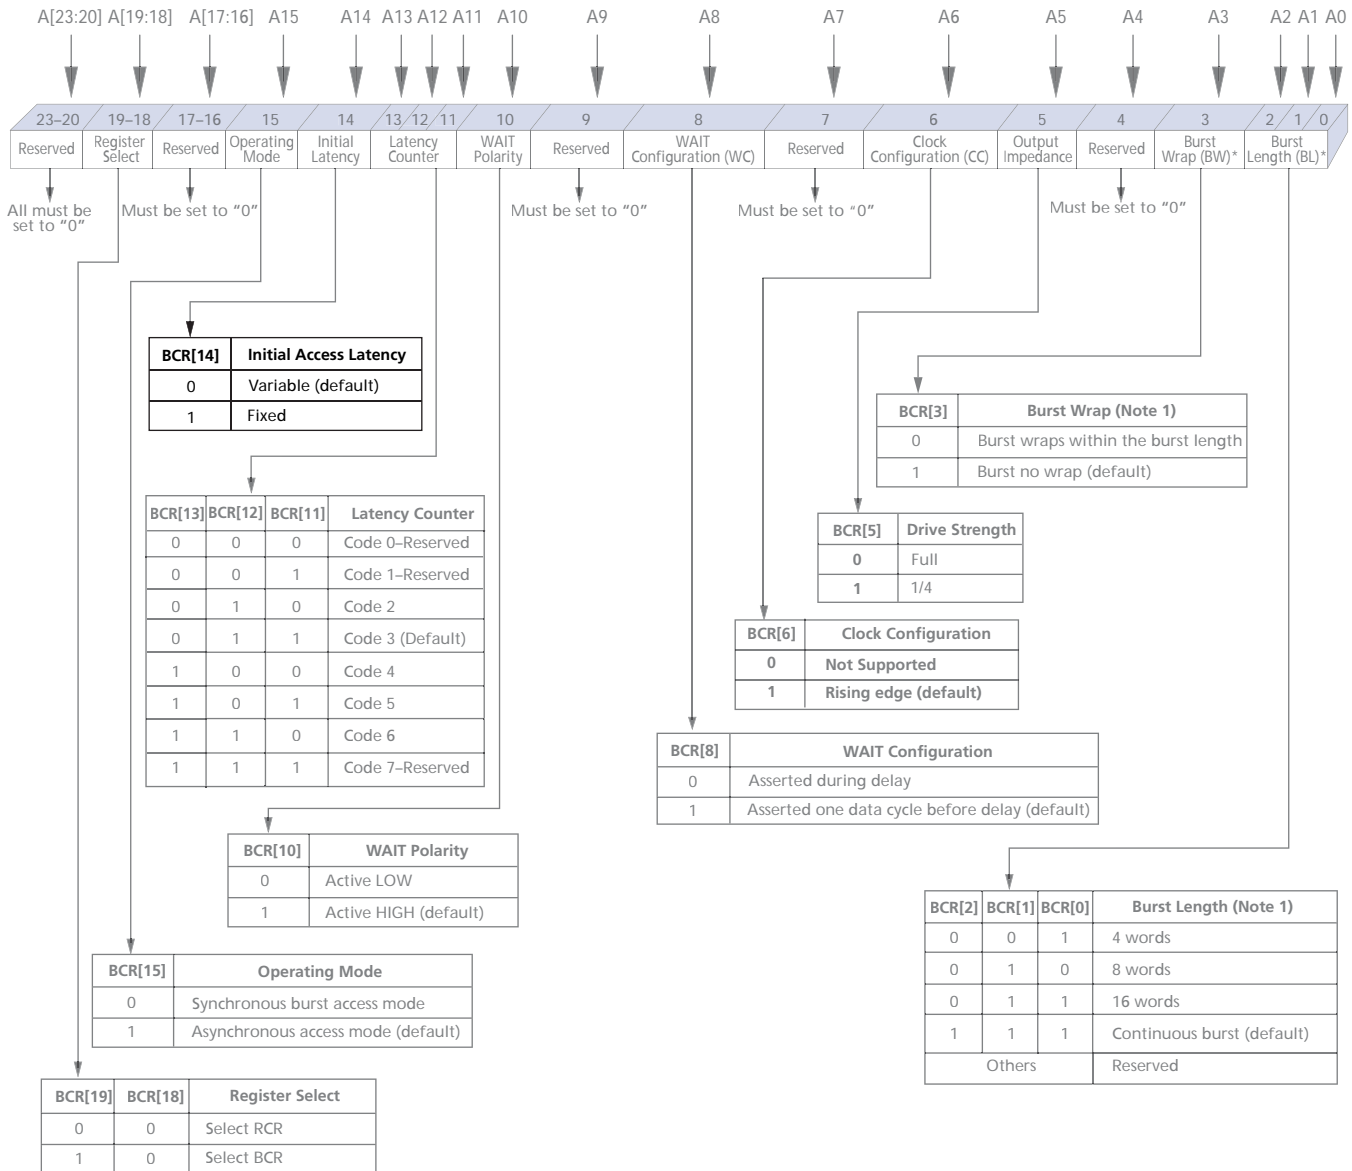 A[23:20] A[19:18] A[17:16] A15 A14 A13 A12 A11 A10 A9 A8 A7 A6 A5 A4 A3 A2 A1 A0
23–20 19–18 17–16 15 14 13 12 11 10 9 8 7 6 5 4 3 2 1 0
Reserved
Register
Select
Reserved
Operating
Mode
Initial
Latency
Latency
Counter
WAIT
Polarity
Reserved
WAIT
Configuration (WC)
Reserved
Clock
Configuration (CC)
Output
Impedance
Reserved
Burst
Wrap (BW)*
Burst
Length (BL)*
All must be
set to "0"
Must be set to "0"
Must be set to "0"
Must be set to "0"
Must be set to "0"
BCR[14] Initial Access Latency
0 Variable (default)
1 Fixed
BCR[3] Burst Wrap (Note 1)
0 Burst wraps within the burst length
1 Burst no wrap (default)
BCR[13] BCR[12] BCR[11] Latency Counter
0 0 0 Code 0–Reserved
0 0 1 Code 1–Reserved
0 1 0 Code 2
0 1 1 Code 3 (Default)
1 0 0 Code 4
1 0 1 Code 5
1 1 0 Code 6
1 1 1 Code 7–Reserved
BCR[5] Drive Strength
0 Full
1 1/4
BCR[6] Clock Configuration
0 Not Supported
1 Rising edge (default)
BCR[8] WAIT Configuration
0 Asserted during delay
1 Asserted one data cycle before delay (default)
BCR[10] WAIT Polarity
0 Active LOW
1 Active HIGH (default)
BCR[2] BCR[1] BCR[0] Burst Length (Note 1)
0 0 1 4 words
0 1 0 8 words
0 1 1 16 words
1 1 1 Continuous burst (default)
Others Reserved
BCR[15] Operating Mode
0 Synchronous burst access mode
1 Asynchronous access mode (default)
BCR[19] BCR[18] Register Select
0 0 Select RCR
1 0 Select BCR